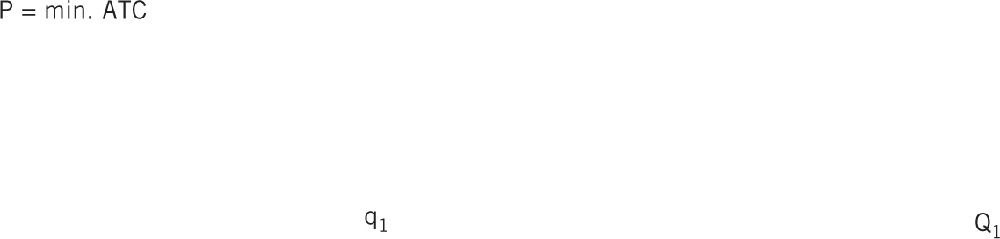 P = min. ATC
q₁
Q₁